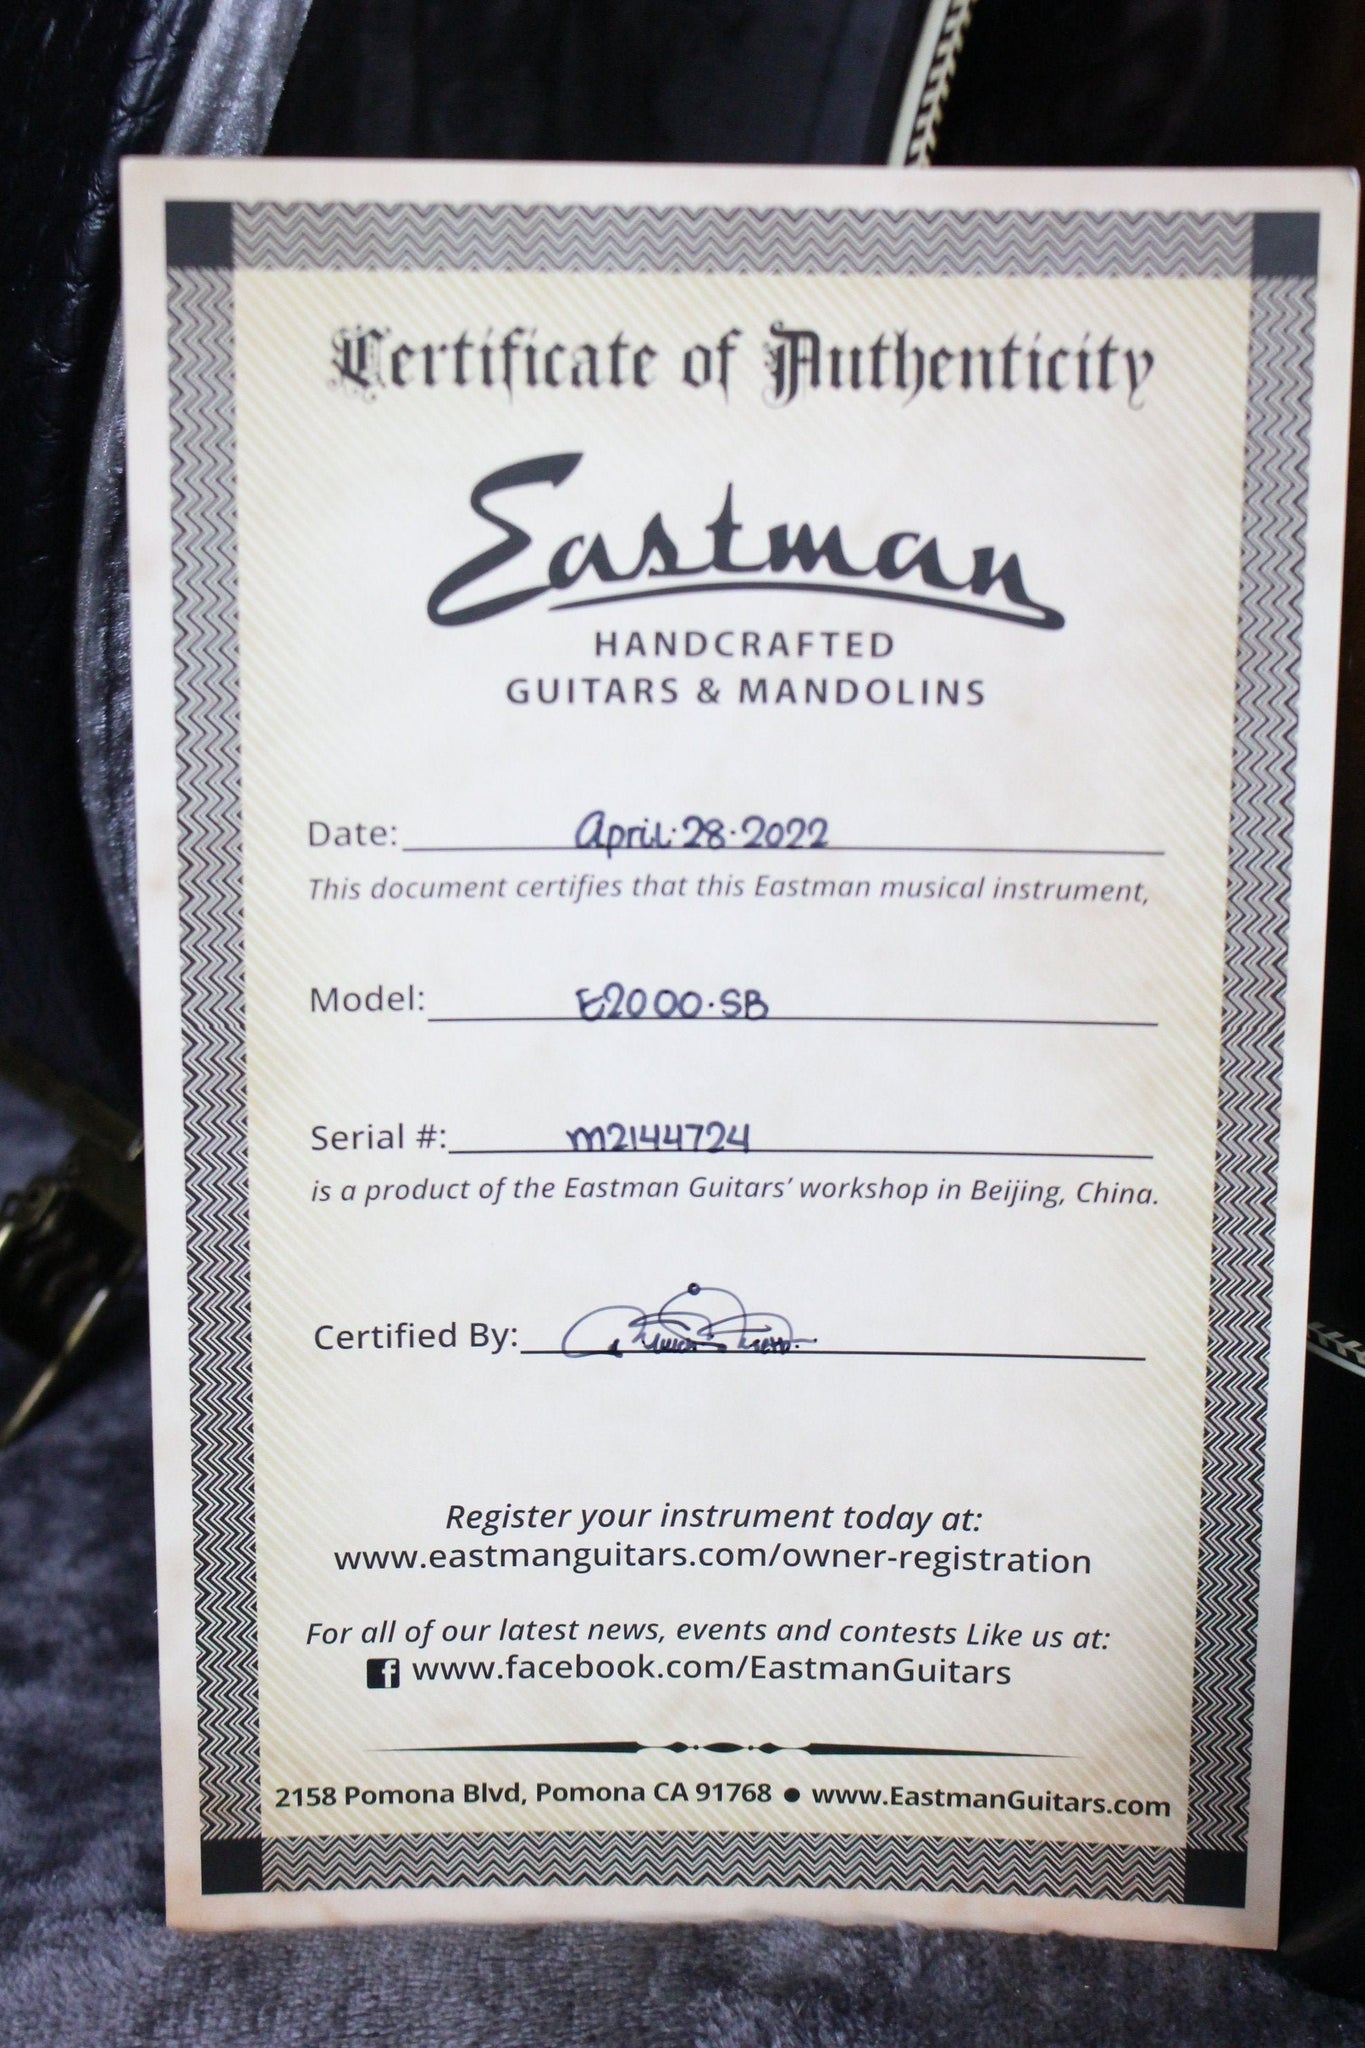 Certificate of Authenticity
Eastman
HANDCRAFTED
GUITARS & MANDOLINS
Date: April·28·2022
This document certifies that this Eastman musical instrument,
Model: E2000·SB
Serial #: M2144724
is a product of the Eastman Guitars' workshop in Beijing, China.
Certified By:
Register your instrument today at:
www.eastmanguitars.com/owner-registration
For all of our latest news, events and contests Like us at:
f www.facebook.com/EastmanGuitars
2158 Pomona Blvd, Pomona CA 91768 ● www.EastmanGuitars.com